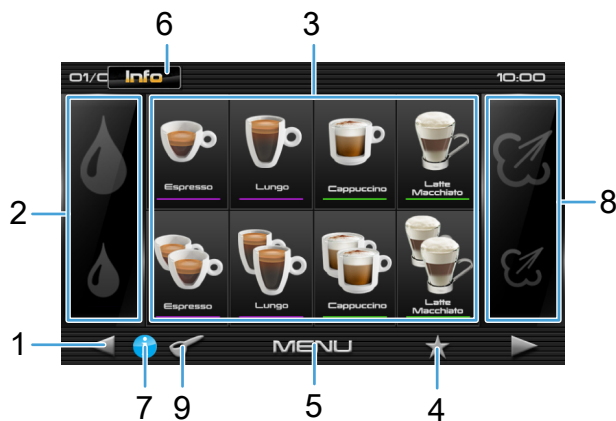 6 3
01/0 Info 10:00
Espresso Lungo Cappuccino Latte Macchiato
2 8
Espresso Lungo Cappuccino Latte Macchiato
1 MENU
7 9 5 4